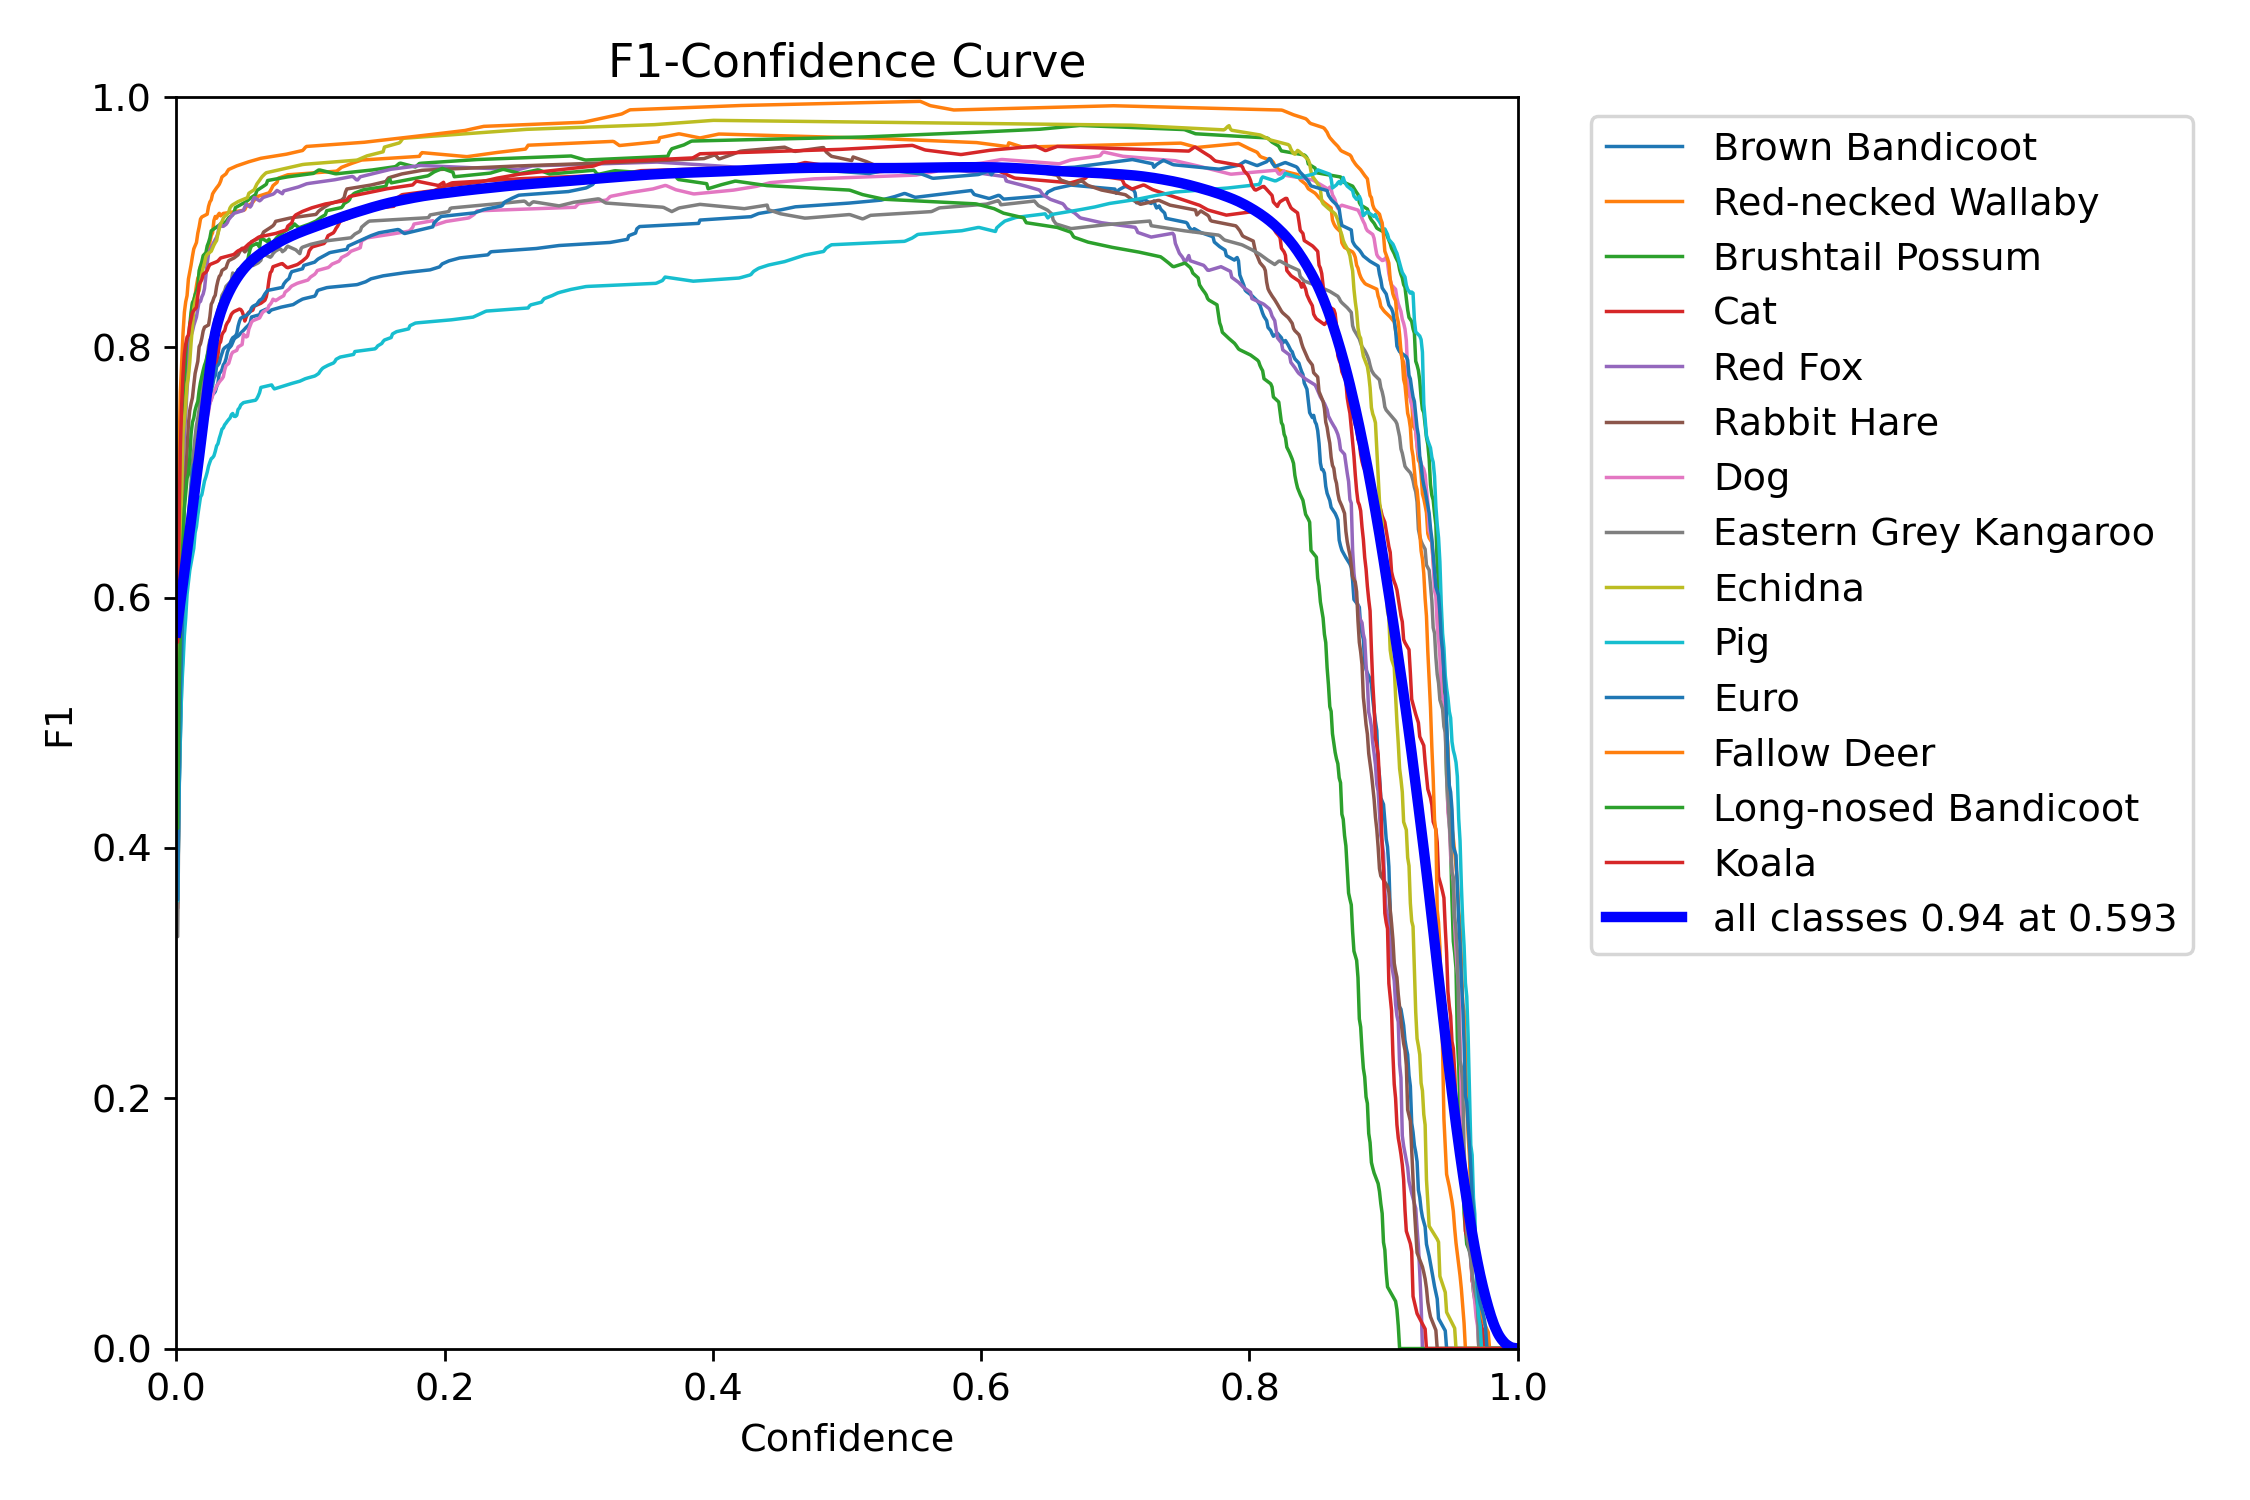 F1-Confidence Curve
1.0
0.8
0.6
0.4
0.2
0.0
F1
0.0 0.2 0.4 0.6 0.8 1.0
Confidence
Brown Bandicoot
Red-necked Wallaby
Brushtail Possum
Cat
Red Fox
Rabbit Hare
Dog
Eastern Grey Kangaroo
Echidna
Pig
Euro
Fallow Deer
Long-nosed Bandicoot
Koala
all classes 0.94 at 0.593